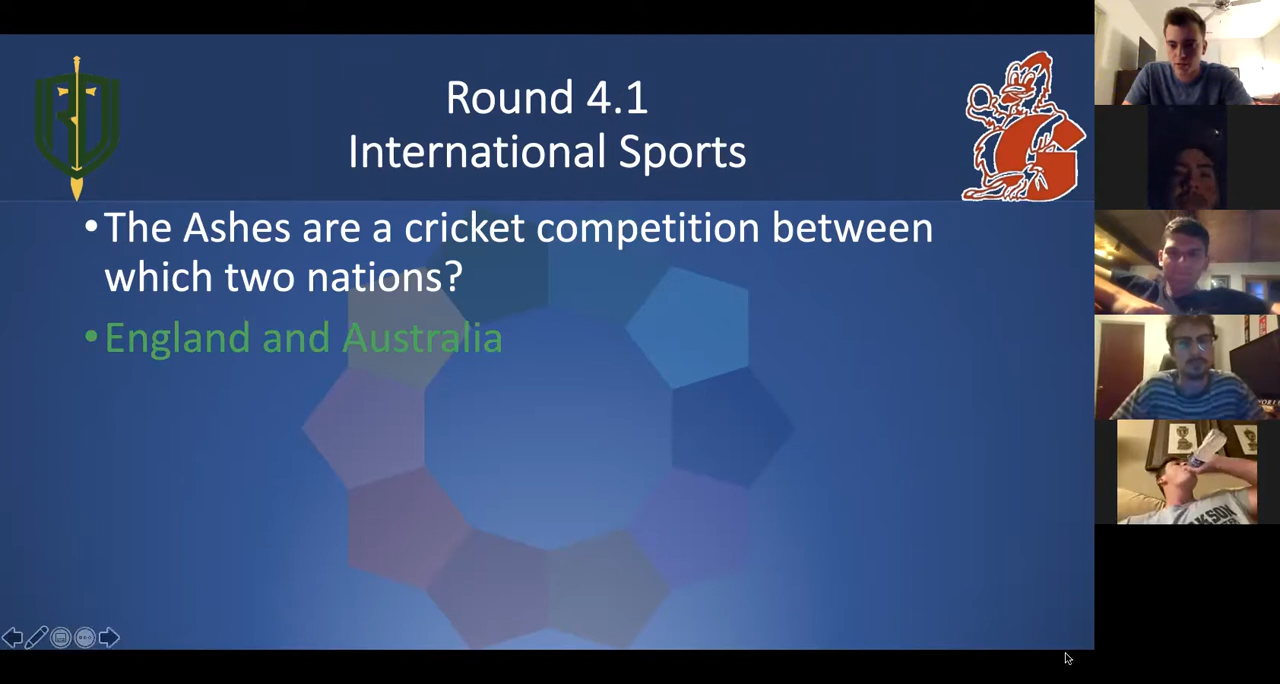 Round 4.1
International Sports
•The Ashes are a cricket competition between
which two nations?
•England and Australia